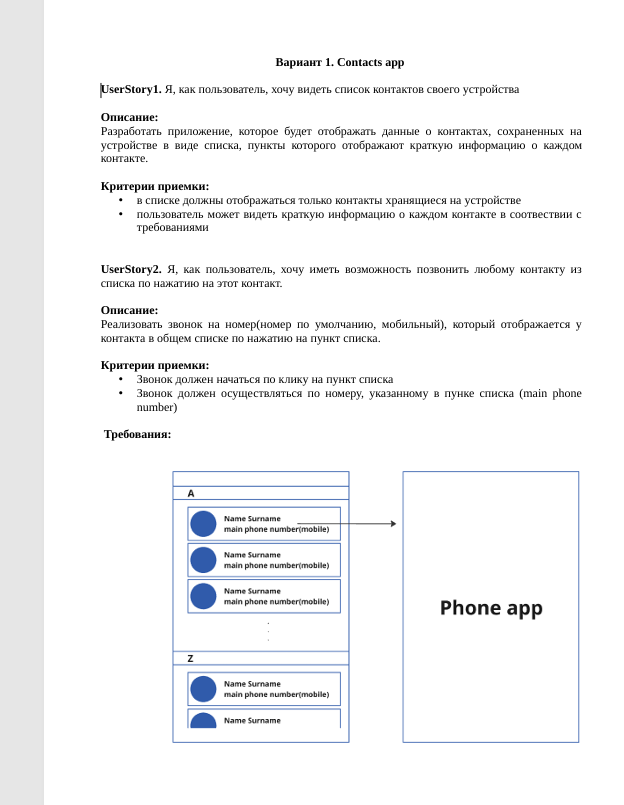 Вариант 1. Contacts app
UserStory1. Я, как пользователь, хочу видеть список контактов своего устройства
Описание:
Разработать приложение, которое будет отображать данные о контактах, сохраненных на
устройстве в виде списка, пункты которого отображают краткую информацию о каждом
контакте.
Критерии приемки:
• в списке должны отображаться только контакты хранящиеся на устройстве
• пользователь может видеть краткую информацию о каждом контакте в соотвествии с
требованиями
UserStory2. Я, как пользователь, хочу иметь возможность позвонить любому контакту из
списка по нажатию на этот контакт.
Описание:
Реализовать звонок на номер(номер по умолчанию, мобильный), который отображается у
контакта в общем списке по нажатию на пункт списка.
Критерии приемки:
• Звонок должен начаться по клику на пункт списка
• Звонок должен осуществляться по номеру, указанному в пунке списка (main phone
number)
Требования:
A
Name Surname
main phone number(mobile)
Name Surname
main phone number(mobile)
Name Surname
main phone number(mobile)
.
.
.
Z
Name Surname
main phone number(mobile)
Name Surname
Phone app